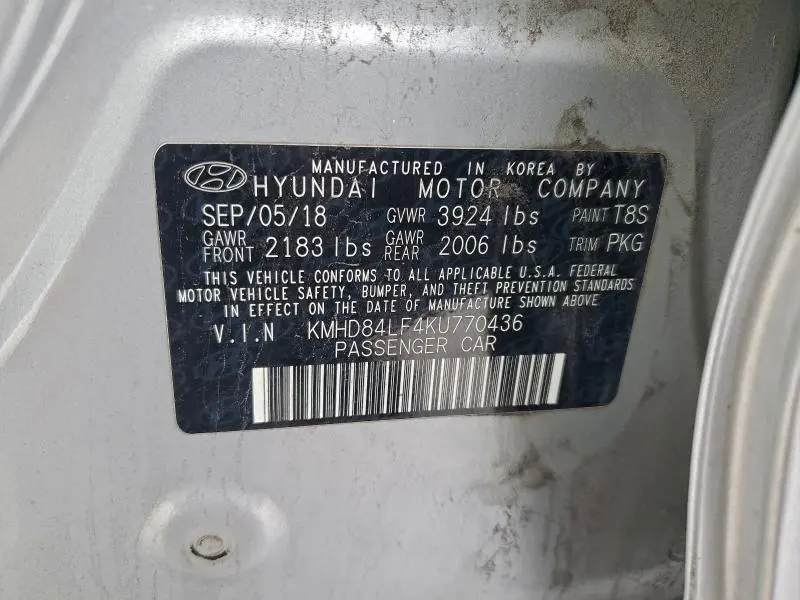 MANUFACTURED IN KOREA BY
HYUNDAI MOTOR COMPANY
SEP/05/18 GVWR 3924 lbs PAINT T8S
GAWR FRONT 2183 lbs GAWR REAR 2006 lbs TRIM PKG
THIS VEHICLE CONFORMS TO ALL APPLICABLE U.S.A. FEDERAL
MOTOR VEHICLE SAFETY, BUMPER, AND THEFT PREVENTION STANDARDS
IN EFFECT ON THE DATE OF MANUFACTURE SHOWN ABOVE
V.I.N KMHD84LF4KU770436
PASSENGER CAR